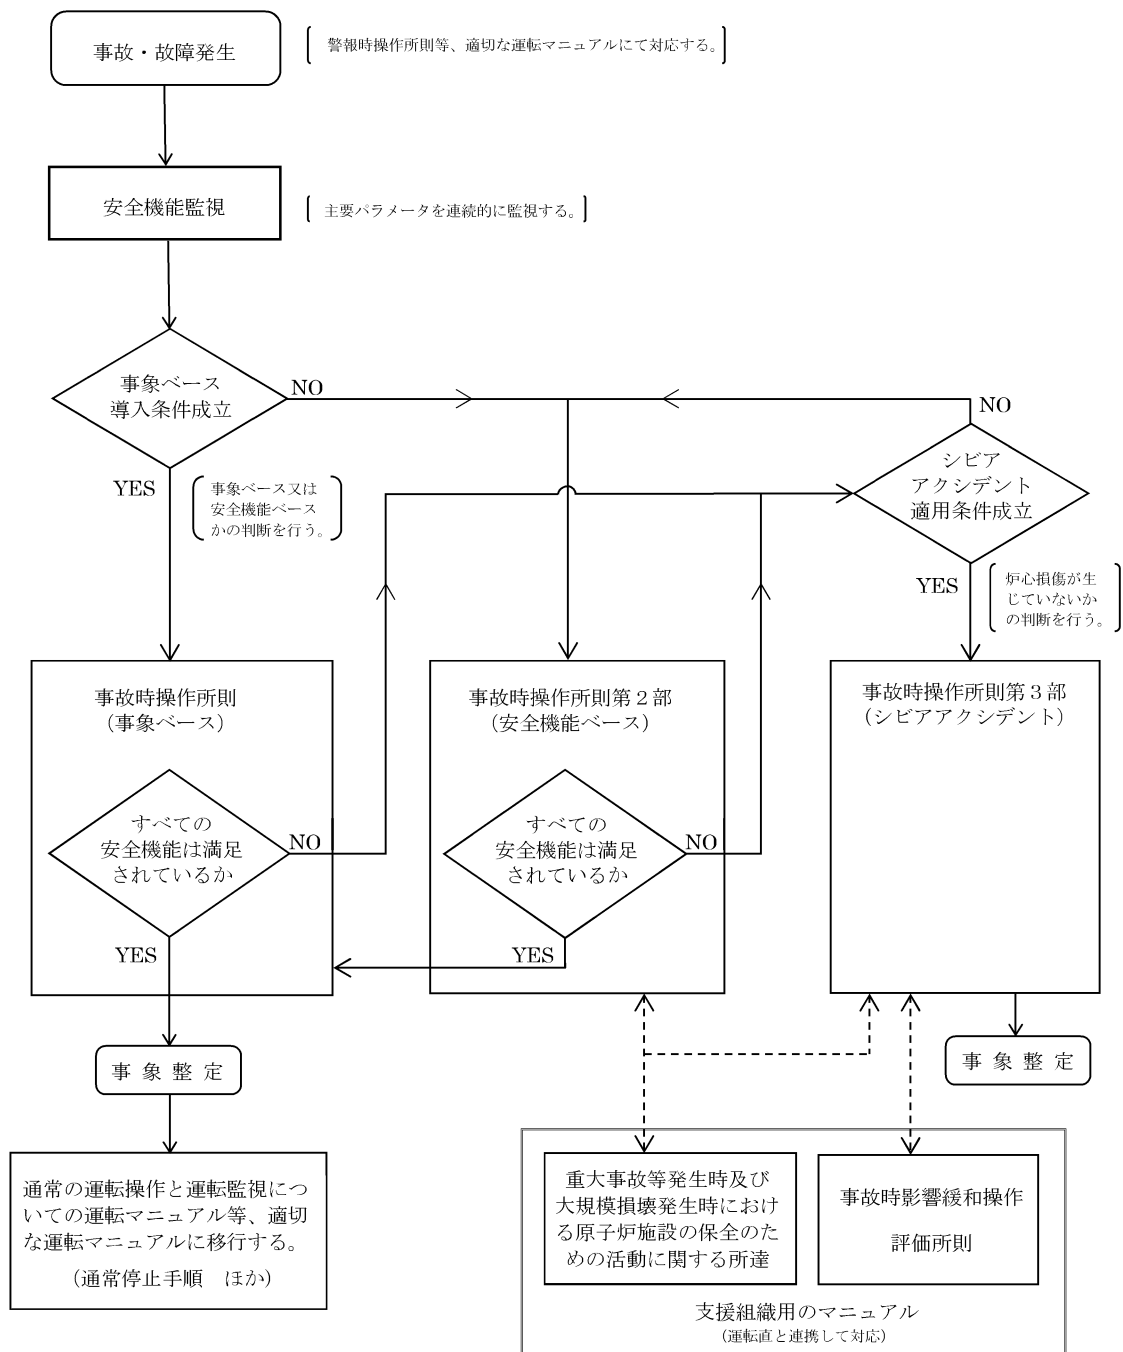 事故・故障発生
警報時操作所則等、適切な運転マニュアルにて対応する。
安全機能監視
主要パラメータを連続的に監視する。
事象ベース
導入条件成立
NO
NO
シビア
アクシデント
適用条件成立
YES
事象ベース又は
安全機能ベース
かの判断を行う。
YES
炉心損傷が生
じていないか
の判断を行う。
事故時操作所則
（事象ベース）
事故時操作所則第２部
（安全機能ベース）
事故時操作所則第３部
（シビアアクシデント）
すべての
安全機能は満足
されているか
NO
YES
すべての
安全機能は満足
されているか
NO
YES
事 象 整 定
事 象 整 定
通常の運転操作と運転監視につ
いての運転マニュアル等、適切
な運転マニュアルに移行する。
（通常停止手順　ほか）
重大事故等発生時及び
大規模損壊発生時におけ
る原子炉施設の保全のた
めの活動に関する所達
事故時影響緩和操作
評価所則
支援組織用のマニュアル
（運転直と連携して対応）